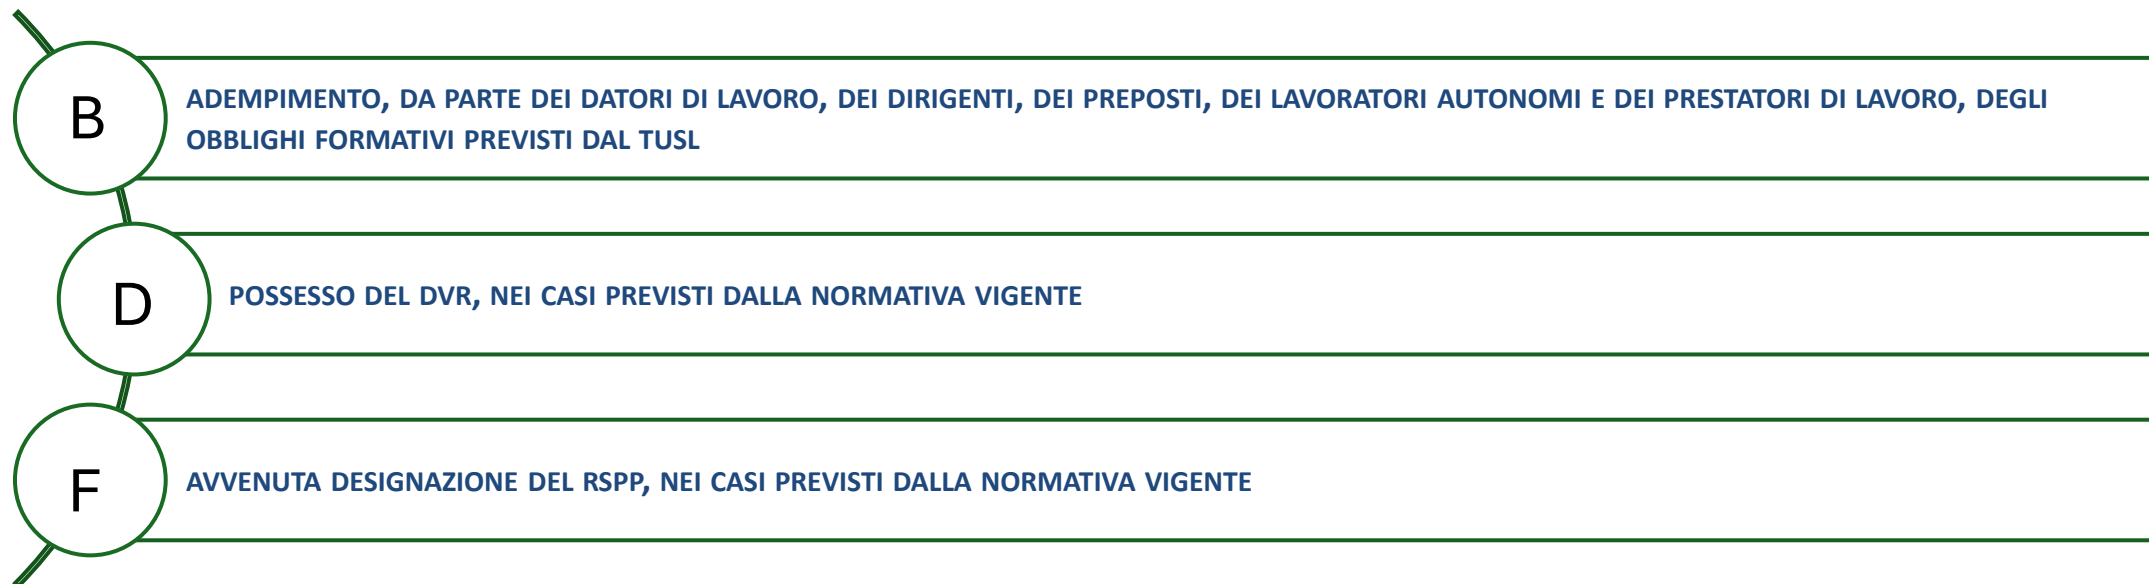 B
ADEMPIMENTO, DA PARTE DEI DATORI DI LAVORO, DEI DIRIGENTI, DEI PREPOSTI, DEI LAVORATORI AUTONOMI E DEI PRESTATORI DI LAVORO, DEGLI
OBBLIGHI FORMATIVI PREVISTI DAL TUSL
D
POSSESSO DEL DVR, NEI CASI PREVISTI DALLA NORMATIVA VIGENTE
F
AVVENUTA DESIGNAZIONE DEL RSPP, NEI CASI PREVISTI DALLA NORMATIVA VIGENTE